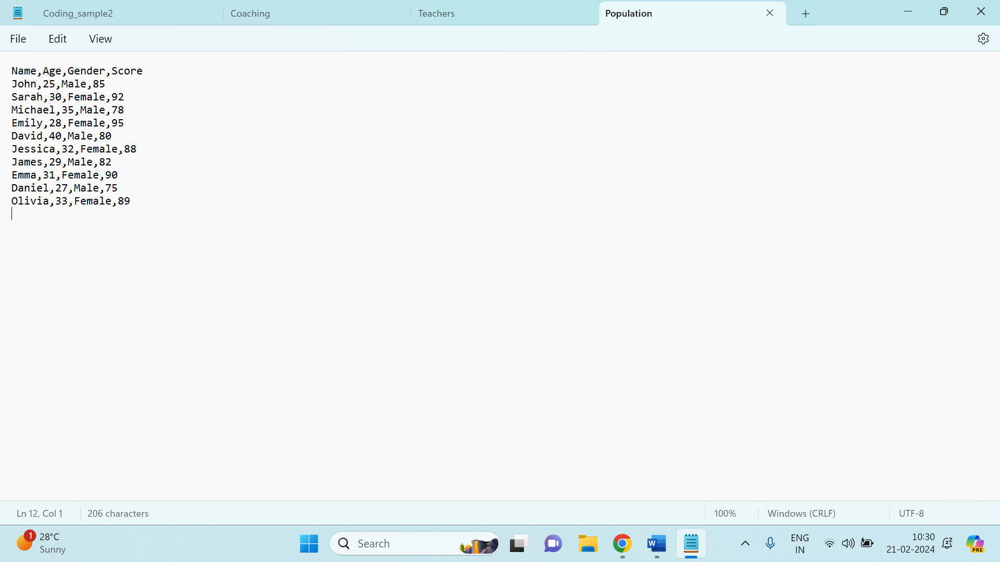 Coding_sample2 Coaching Teachers Population
File Edit View
Name,Age,Gender,Score
John,25,Male,85
Sarah,30,Female,92
Michael,35,Male,78
Emily,28,Female,95
David,40,Male,80
Jessica,32,Female,88
James,29,Male,82
Emma,31,Female,90
Daniel,27,Male,75
Olivia,33,Female,89
Ln 12, Col 1 206 characters 100% Windows (CRLF) UTF-8
1 28°C
Sunny
Search
W
ENG
IN
10:30
21-02-2024
PRE